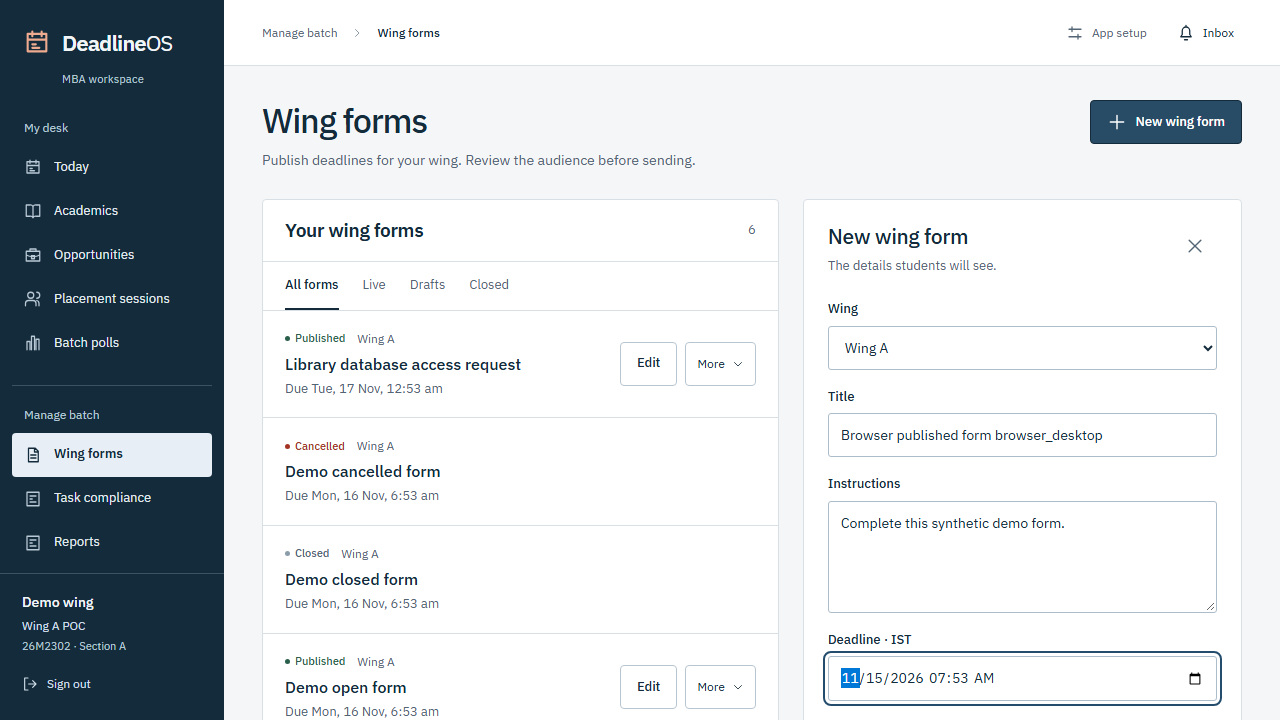 DeadlineOS
MBA workspace
My desk
Today
Academics
Opportunities
Placement sessions
Batch polls
Manage batch
Wing forms
Task compliance
Reports
Demo wing
Wing A POC
26M2302 · Section A
Sign out
Manage batch
Wing forms
App setup
Inbox
Wing forms
Publish deadlines for your wing. Review the audience before sending.
New wing form
Your wing forms
6
All forms
Live
Drafts
Closed
Published Wing A
Library database access request
Due Tue, 17 Nov, 12:53 am
Edit
More
Cancelled Wing A
Demo cancelled form
Due Mon, 16 Nov, 6:53 am
Closed Wing A
Demo closed form
Due Mon, 16 Nov, 6:53 am
Published Wing A
Demo open form
Due Mon, 16 Nov, 6:53 am
Edit
More
New wing form
The details students will see.
Wing
Wing A
Title
Browser published form browser_desktop
Instructions
Complete this synthetic demo form.
Deadline · IST
11/15/2026 07:53 AM